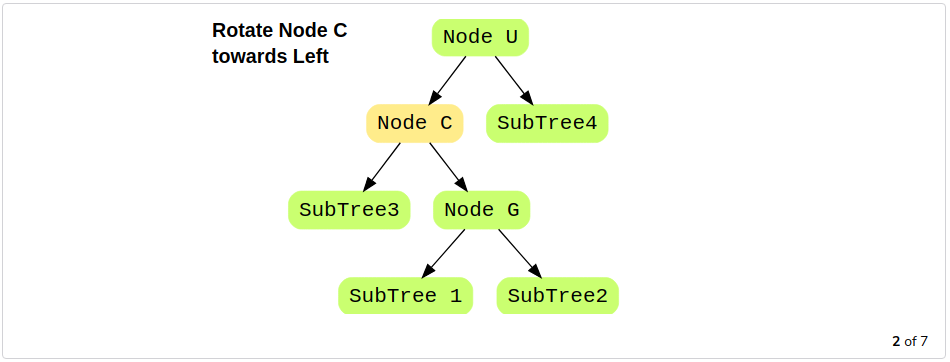 Rotate Node C
towards Left
Node U
Node C
SubTree4
SubTree3
Node G
SubTree 1
SubTree2
2 of 7